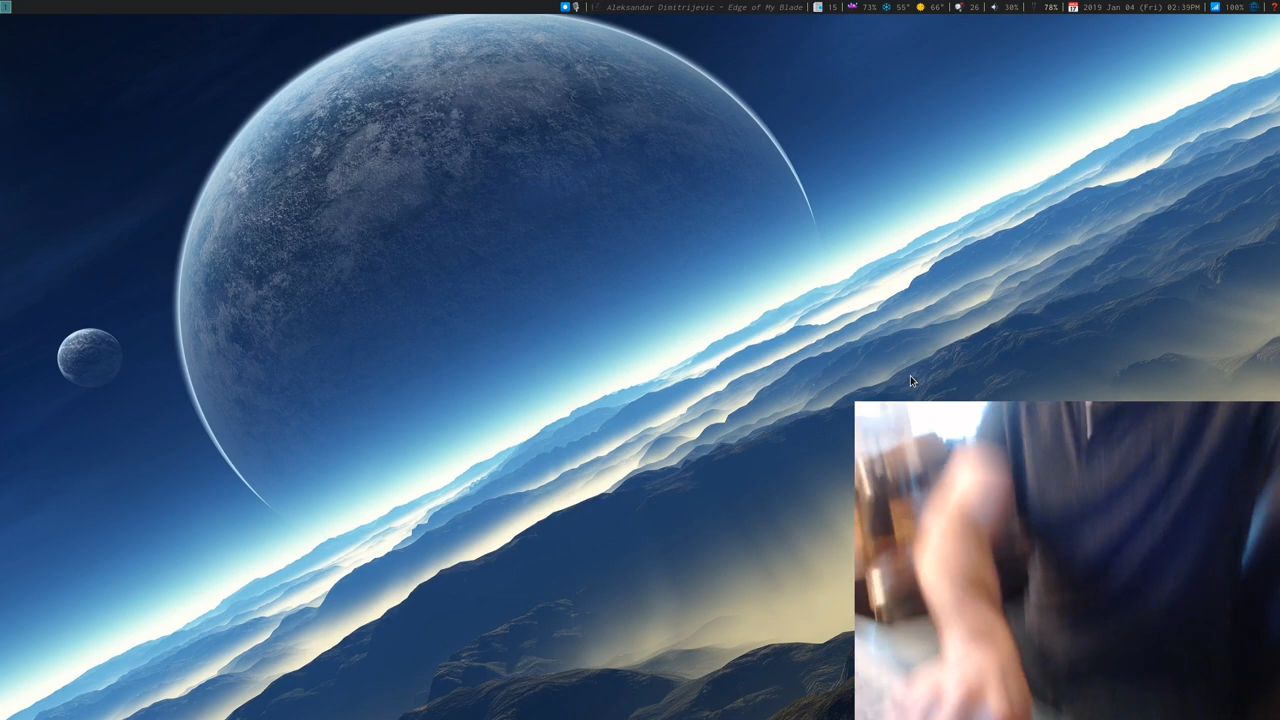 1 Aleksandar Dimitrijevic - Edge of My Blade | 15 | 73% 55° 66° | 26 | 30% | 78% | 2019 Jan 04 (Fri) 02:39PM | 100% | ?